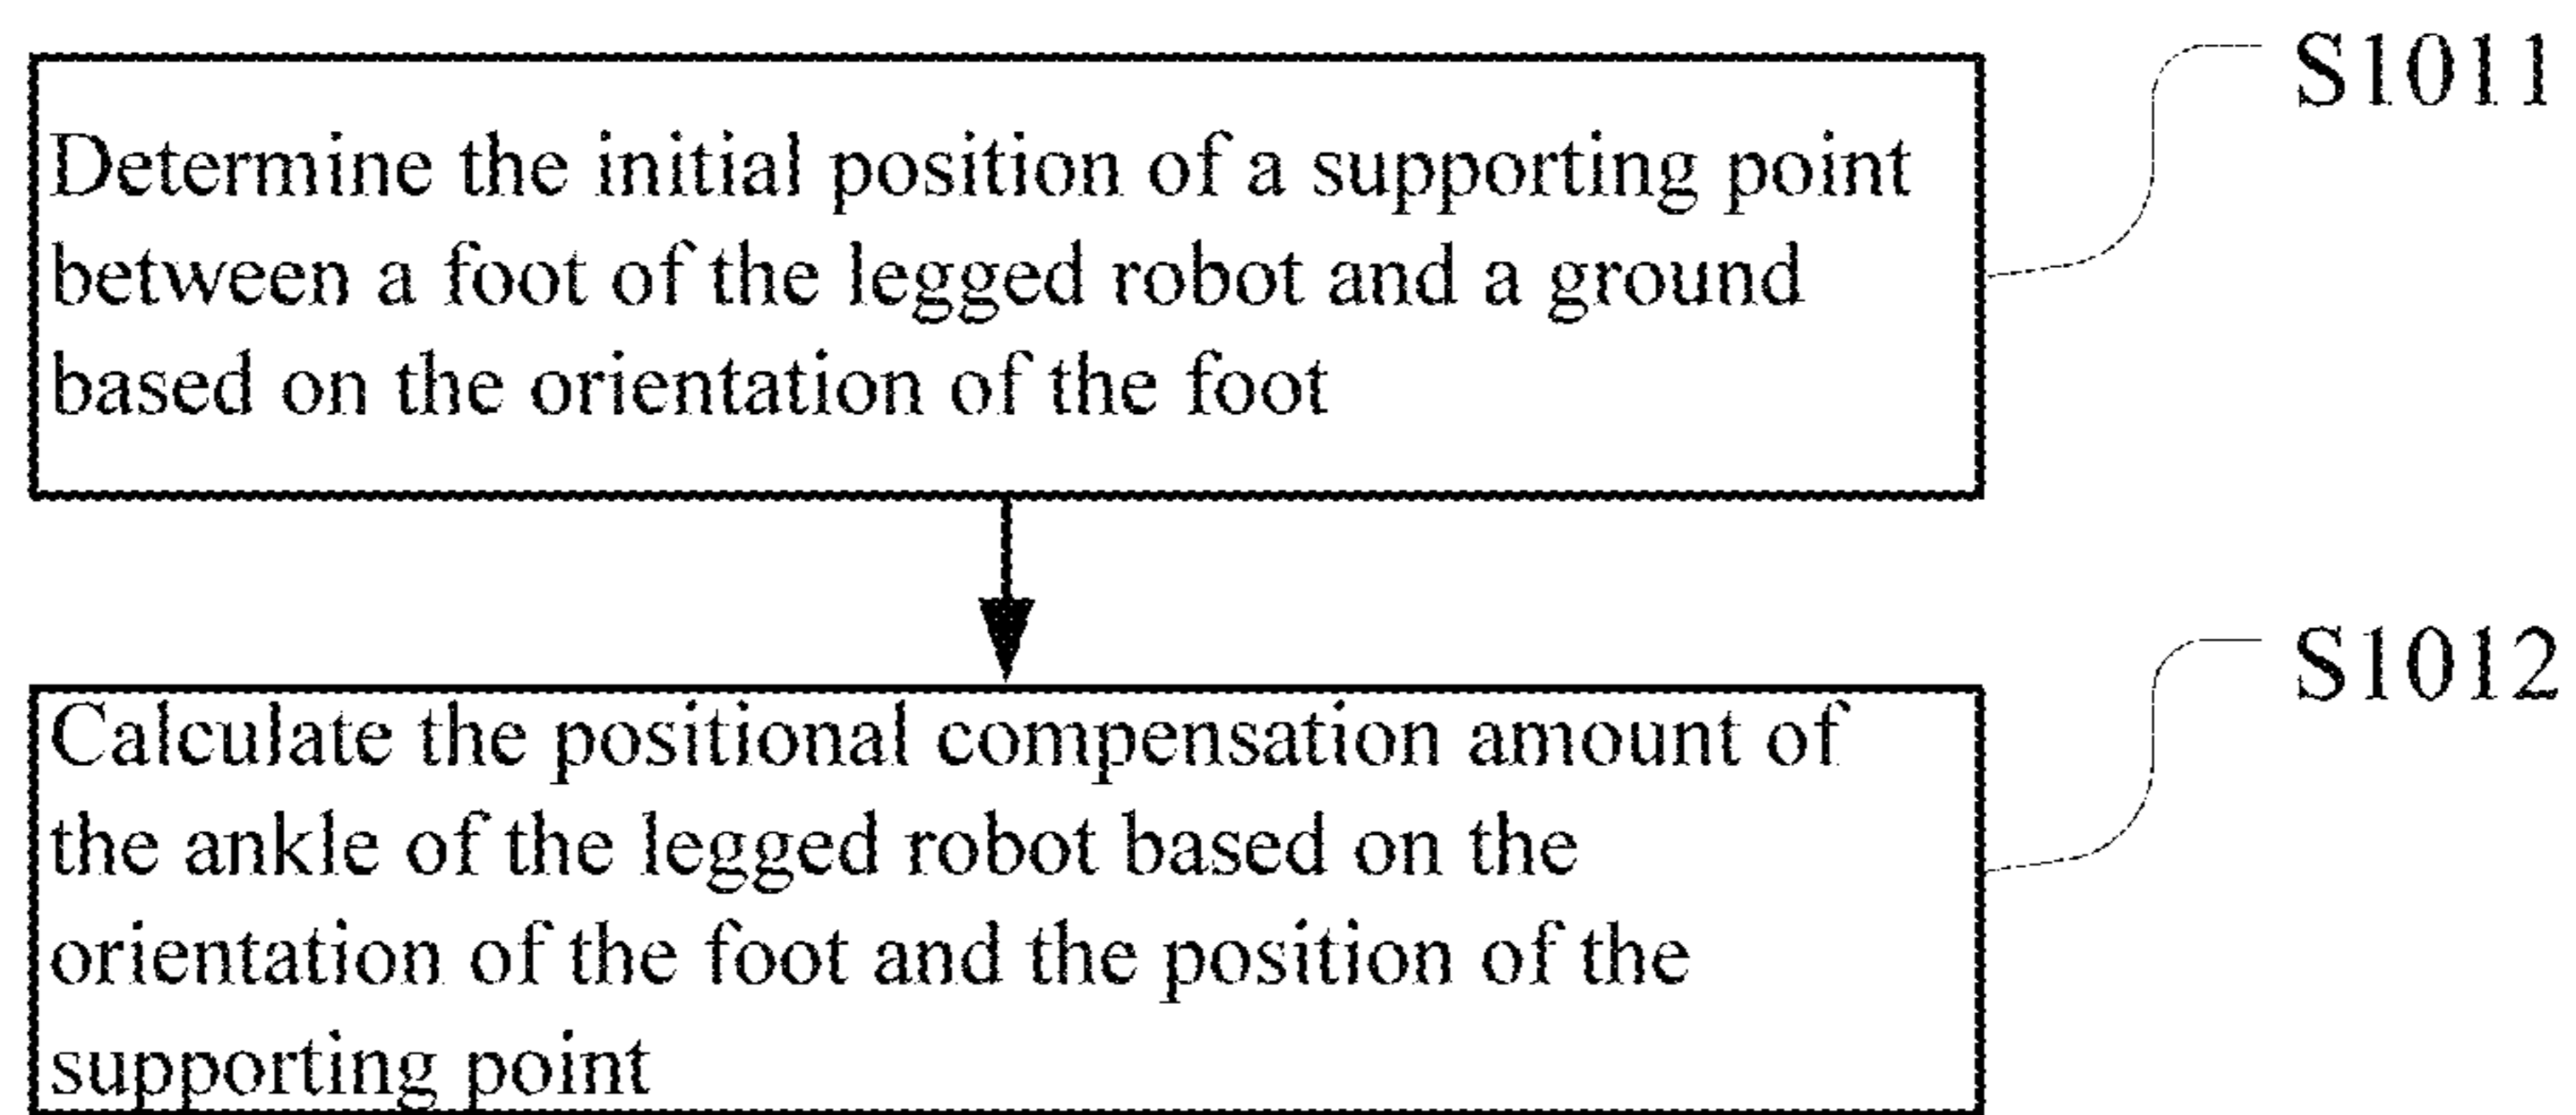 S1011
Determine the initial position of a supporting point
between a foot of the legged robot and a ground
based on the orientation of the foot
S1012
Calculate the positional compensation amount of
the ankle of the legged robot based on the
orientation of the foot and the position of the
supporting point